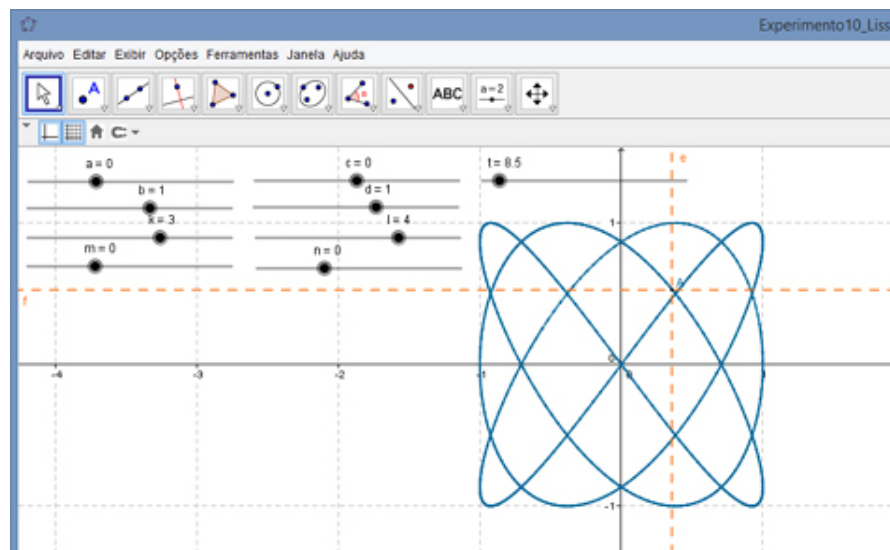 Experimento10_Liss
Arquivo Editar Exibir Opções Ferramentas Janela Ajuda
ABC
a=2
a = 0
b = 1
k = 3
m = 0
c = 0
d = 1
l = 4
n = 0
t = 8.5
e
f
A
-4
-3
-2
-1
0
1
1
-1